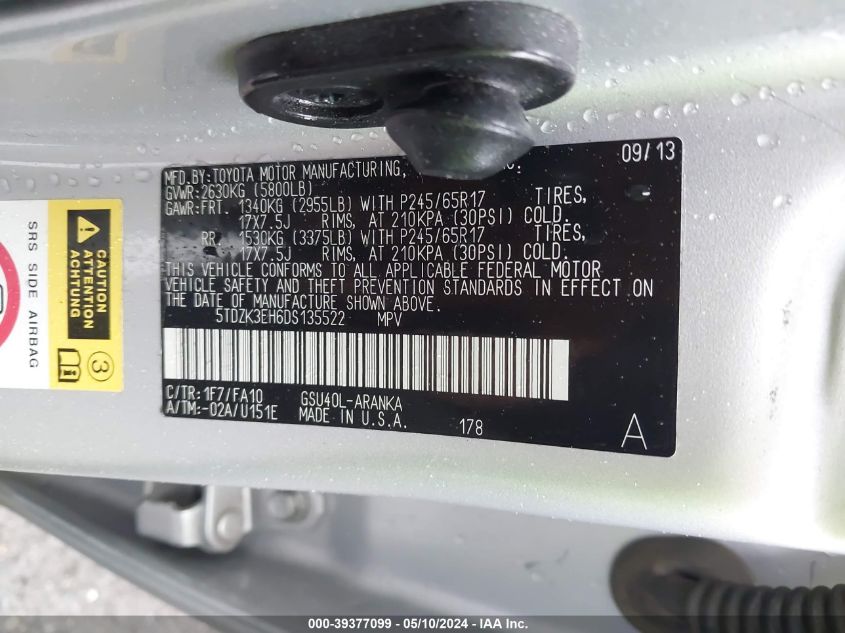 09/13
MFD.BY:TOYOTA MOTOR MANUFACTURING,
GVWR:2630KG (5800LB)
GAWR:FRT. 1340KG (2955LB) WITH P245/65R17 TIRES,
17X7.5J RIMS, AT 210KPA (30PSI) COLD.
RR. 1530KG (3375LB) WITH P245/65R17 TIRES,
17X7.5J RIMS, AT 210KPA (30PSI) COLD.
THIS VEHICLE CONFORMS TO ALL APPLICABLE FEDERAL MOTOR
VEHICLE SAFETY AND THEFT PREVENTION STANDARDS IN EFFECT ON
THE DATE OF MANUFACTURE SHOWN ABOVE.
5TDZK3EH6DS135522 MPV
C/TR:1F7/FA10 GSU40L-ARANKA
A/TM:-02A/U151E MADE IN U.S.A.
178
A
SRS SIDE AIRBAG
CAUTION
ATTENTION
ACHTUNG
3
000-39377099 - 05/10/2024 - IAA Inc.